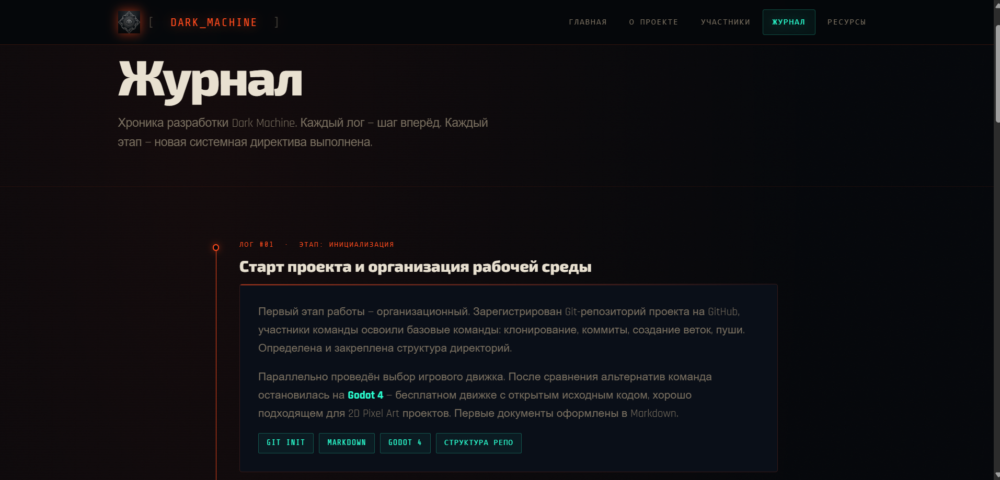 [ DARK_MACHINE ]
ГЛАВНАЯ О ПРОЕКТЕ УЧАСТНИКИ ЖУРНАЛ РЕСУРСЫ
Журнал
Хроника разработки Dark Machine. Каждый лог – шаг вперёд. Каждый
этап – новая системная директива выполнена.
ЛОГ #01 · ЭТАП: ИНИЦИАЛИЗАЦИЯ
Старт проекта и организация рабочей среды
Первый этап работы – организационный. Зарегистрирован Git-репозиторий проекта на GitHub,
участники команды освоили базовые команды: клонирование, коммиты, создание веток, пуши.
Определена и закреплена структура директорий.
Параллельно проведён выбор игрового движка. После сравнения альтернатив команда
остановилась на Godot 4 – бесплатном движке с открытым исходным кодом, хорошо
подходящем для 2D Pixel Art проектов. Первые документы оформлены в Markdown.
GIT INIT MARKDOWN GODOT 4 СТРУКТУРА РЕПО